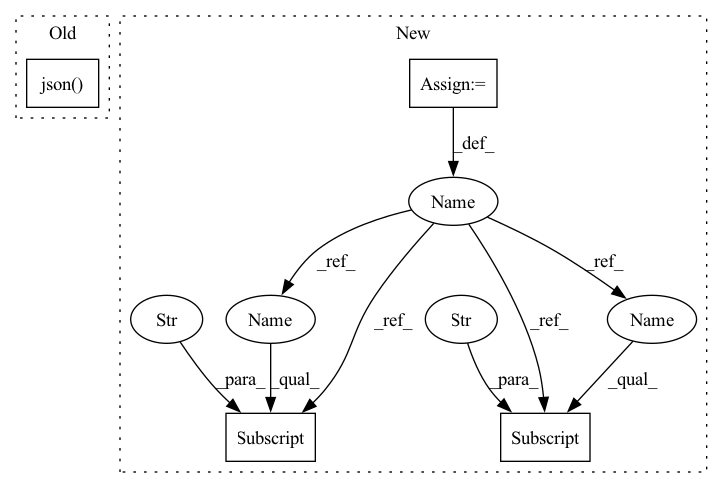 Old
New
json()
Assign:=
_def_
Name
_ref_
_ref_
_ref_
_ref_
Str
Name
Str
Name
_para_
_qual_
_para_
_qual_
Subscript
Subscript